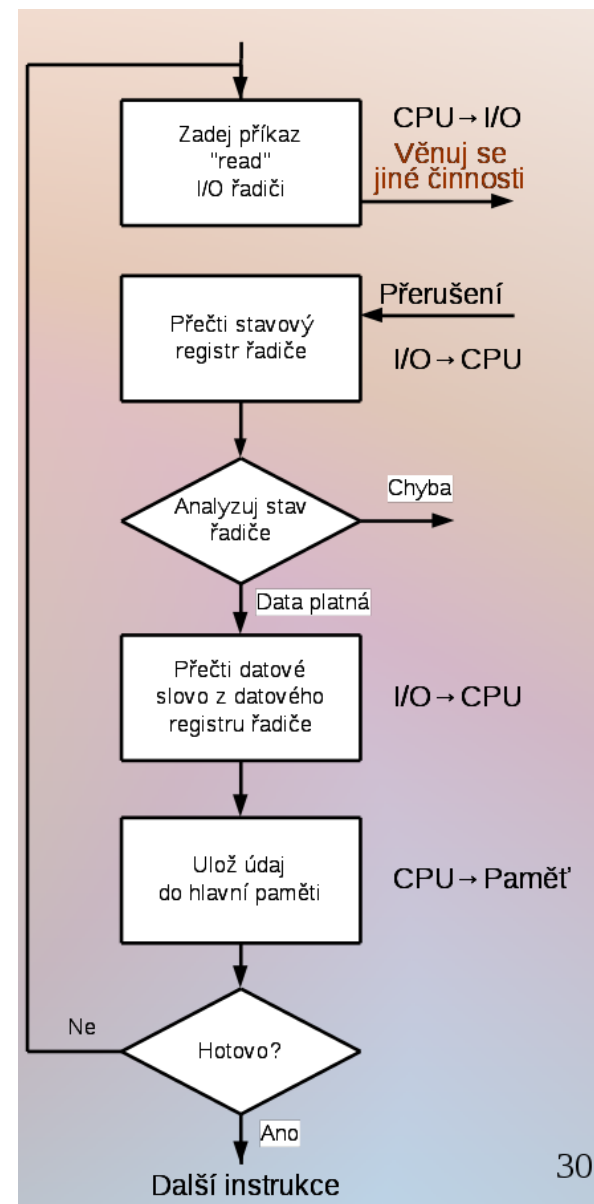 Zadej příkaz
"read"
I/O řadiči
CPU→I/O
Věnuj se
jiné činnosti
Přerušení
Přečti stavový
registr řadiče
I/O→CPU
Analyzuj stav
řadiče
Chyba
Data platná
Přečti datové
slovo z datového
registru řadiče
I/O→CPU
Ulož údaj
do hlavní paměti
CPU→Paměť
Ne
Hotovo?
Ano
Další instrukce
30